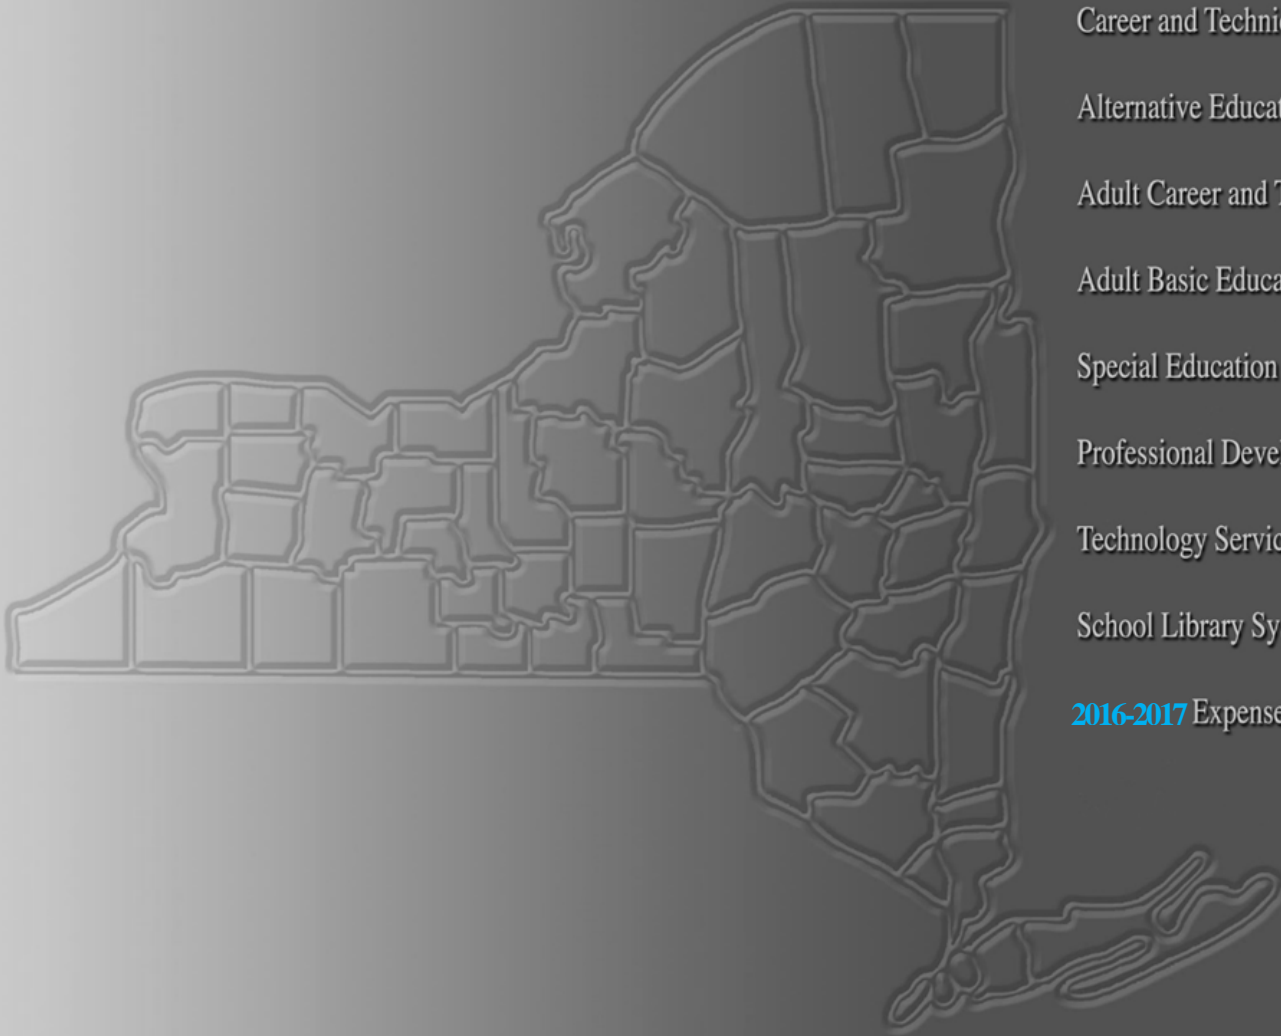 Career and Techni
Alternative Educat
Adult Career and T
Adult Basic Educa
Special Education
Professional Deve
Technology Servic
School Library Sy
2016-2017 Expense